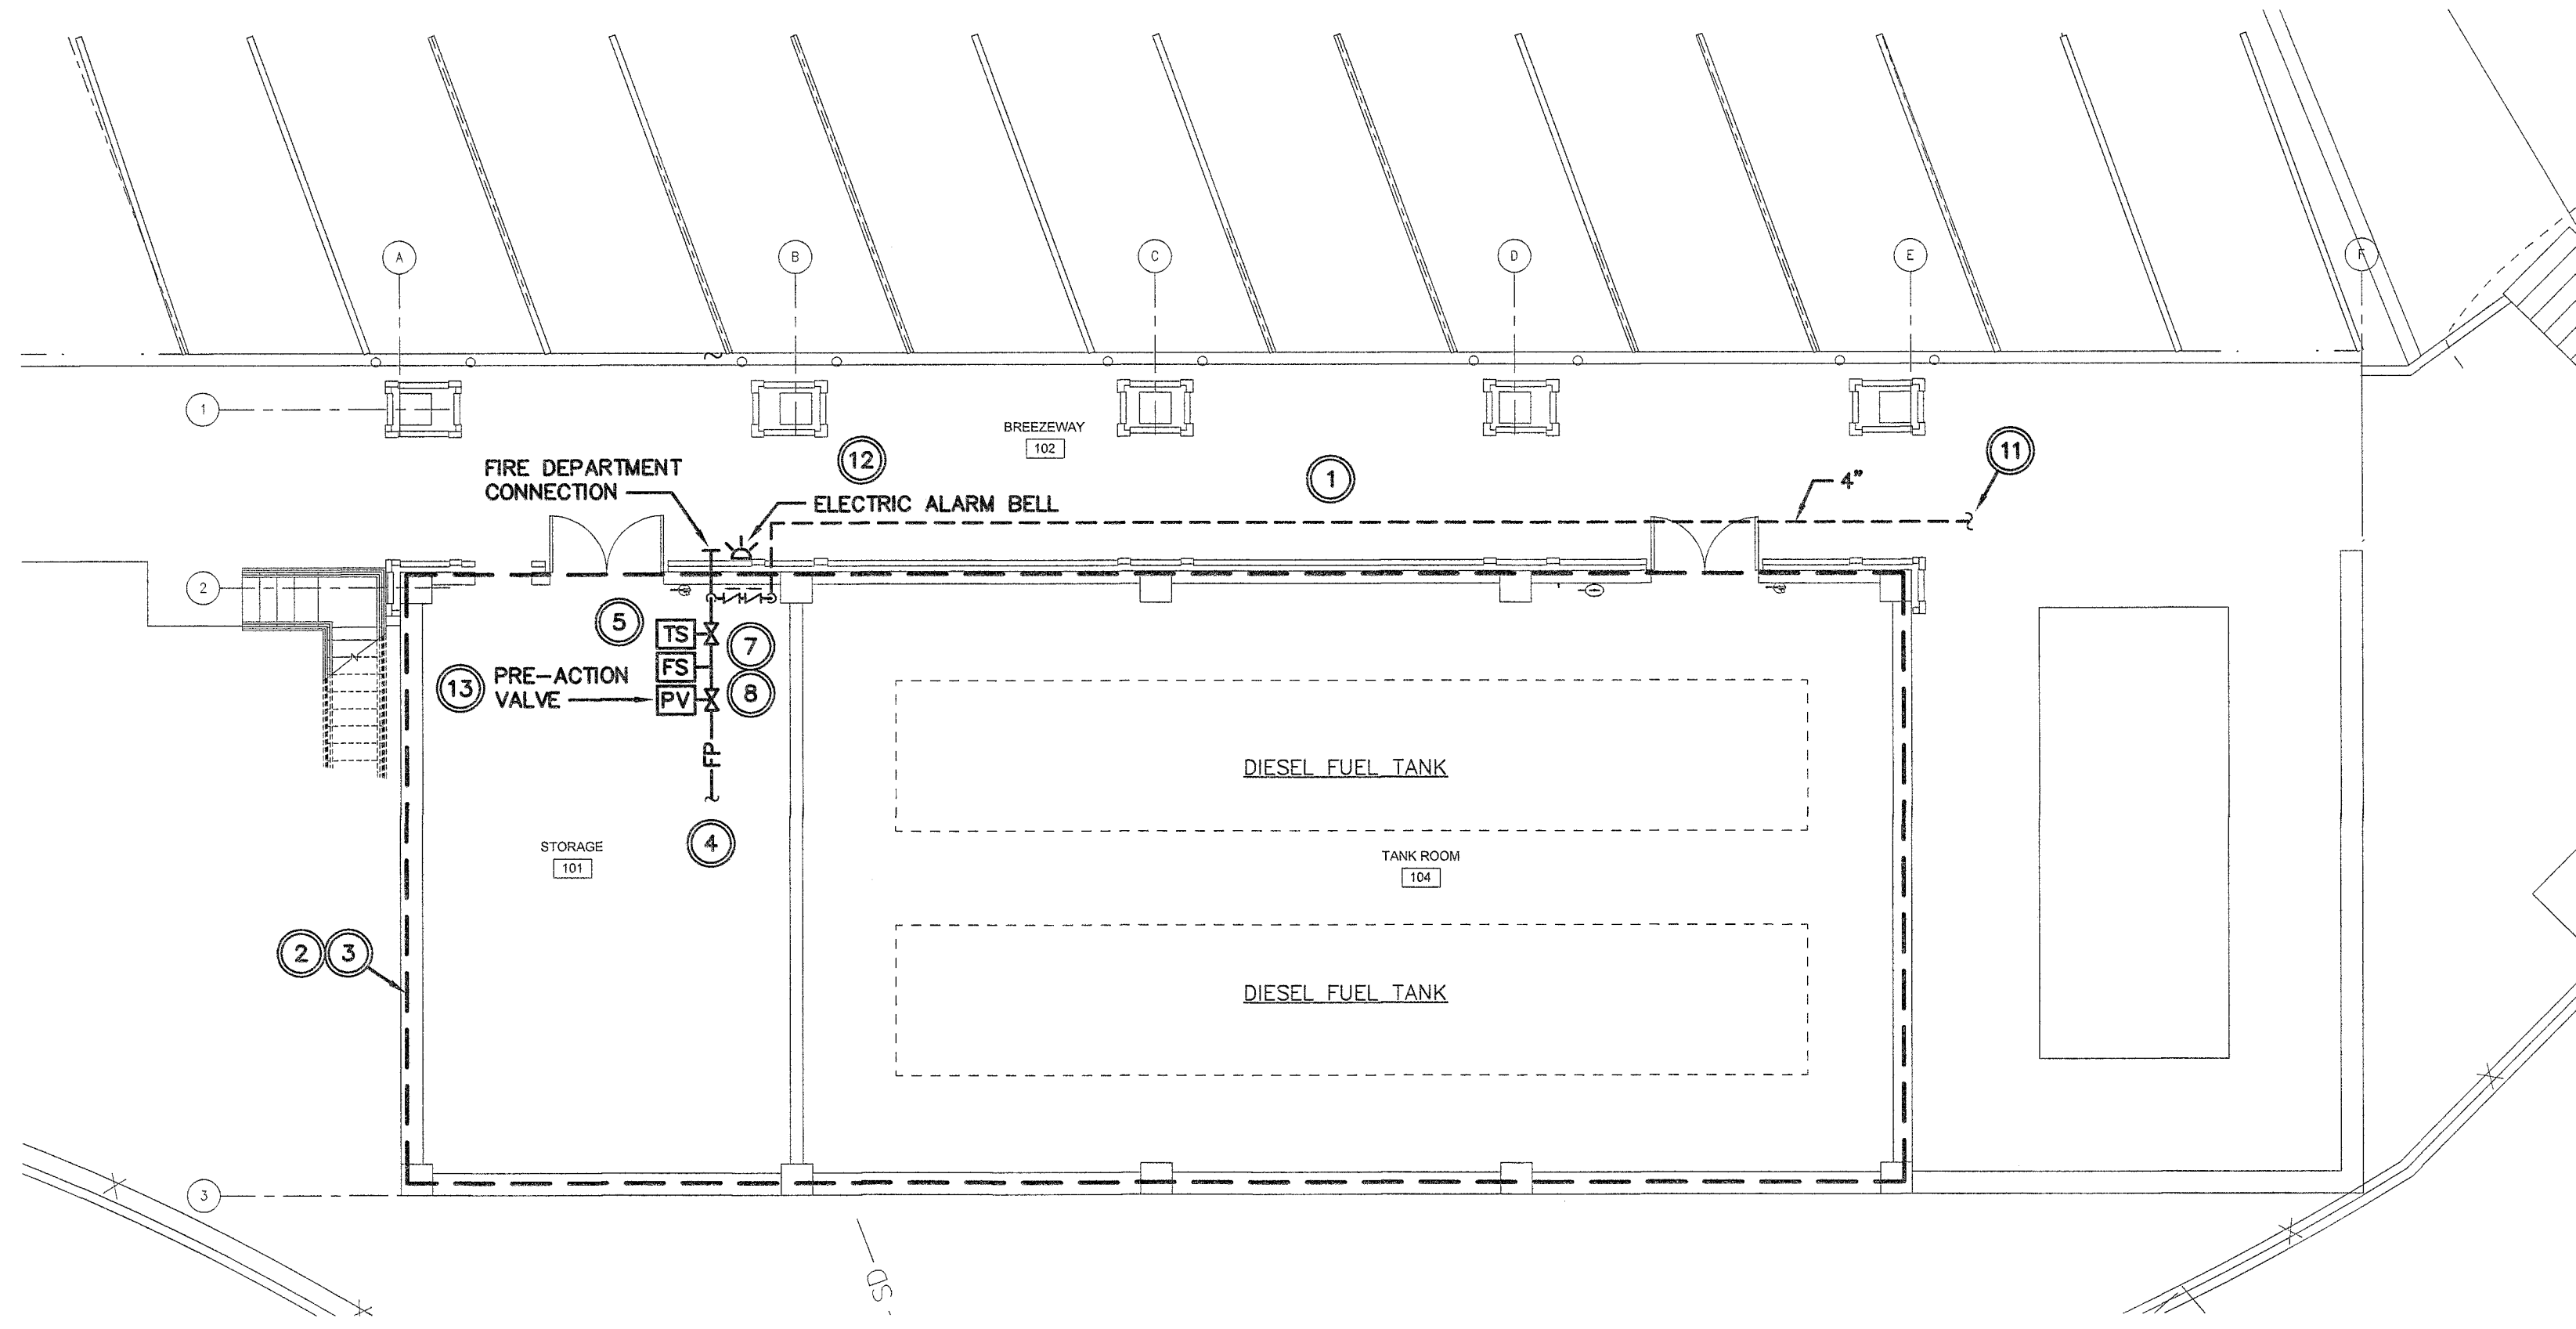 A
B
C
D
E
F
1
BREEZEWAY
102
12
11
FIRE DEPARTMENT
CONNECTION
1
4"
ELECTRIC ALARM BELL
2
5
TS
7
FS
13
PRE-ACTION
VALVE
PV
8
FP
DIESEL FUEL TANK
4
STORAGE
101
TANK ROOM
104
2
3
DIESEL FUEL TANK
3
SD